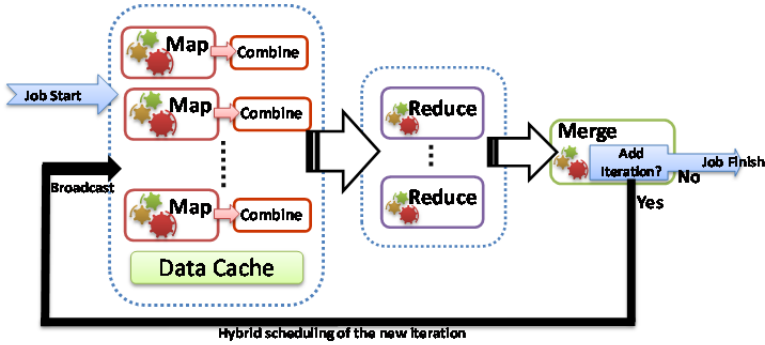 Map
Combine
Job Start
Map
Combine
Reduce
Merge
Add
Iteration?
Job Finish
No
Broadcast
Map
Combine
Reduce
Yes
Data Cache
Hybrid scheduling of the new iteration